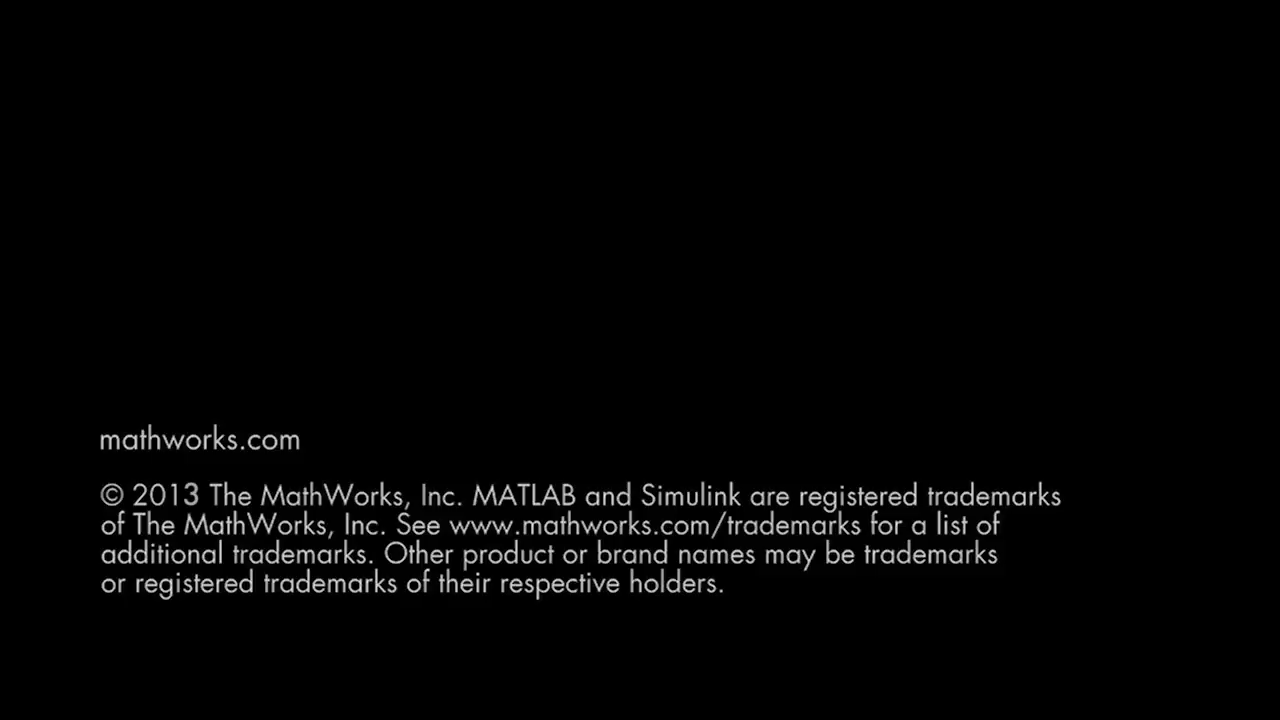 mathworks.com
© 2013 The MathWorks, Inc. MATLAB and Simulink are registered trademarks
of The MathWorks, Inc. See www.mathworks.com/trademarks for a list of
additional trademarks. Other product or brand names may be trademarks
or registered trademarks of their respective holders.